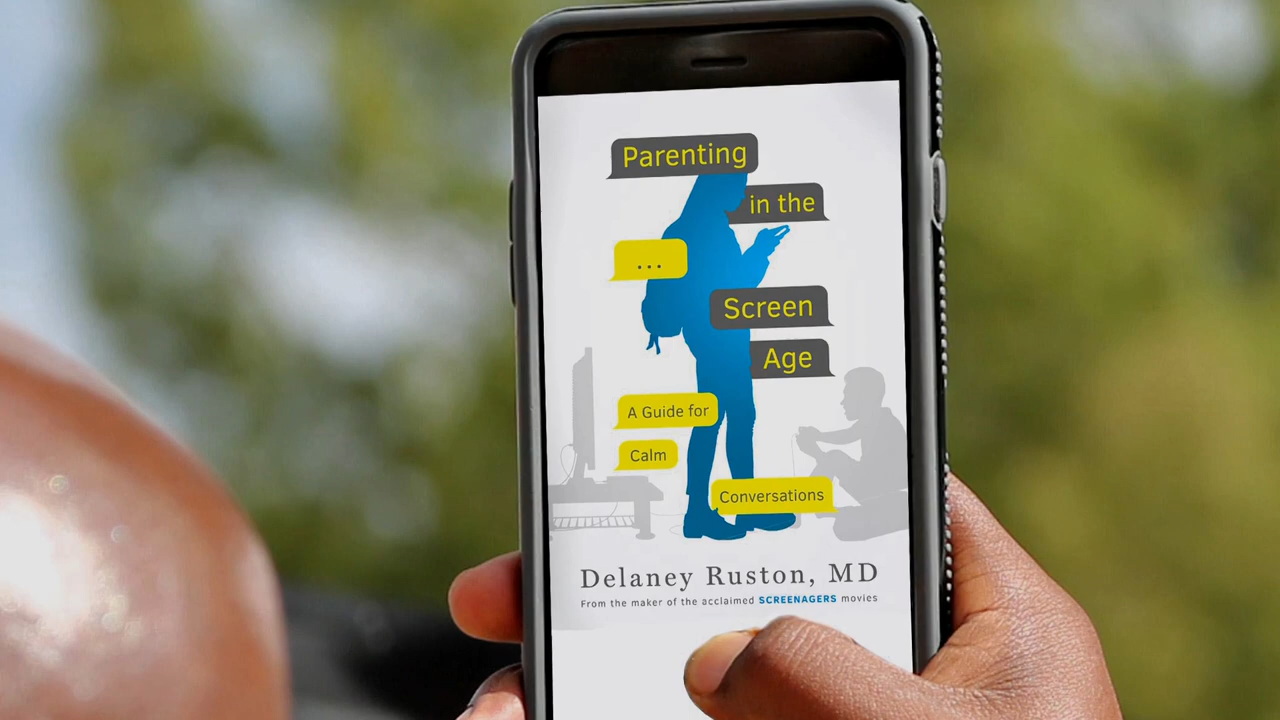 Parenting
in the
...
Screen
Age
A Guide for
Calm
Conversations
Delaney Ruston, MD
From the maker of the acclaimed SCREENAGERS movies